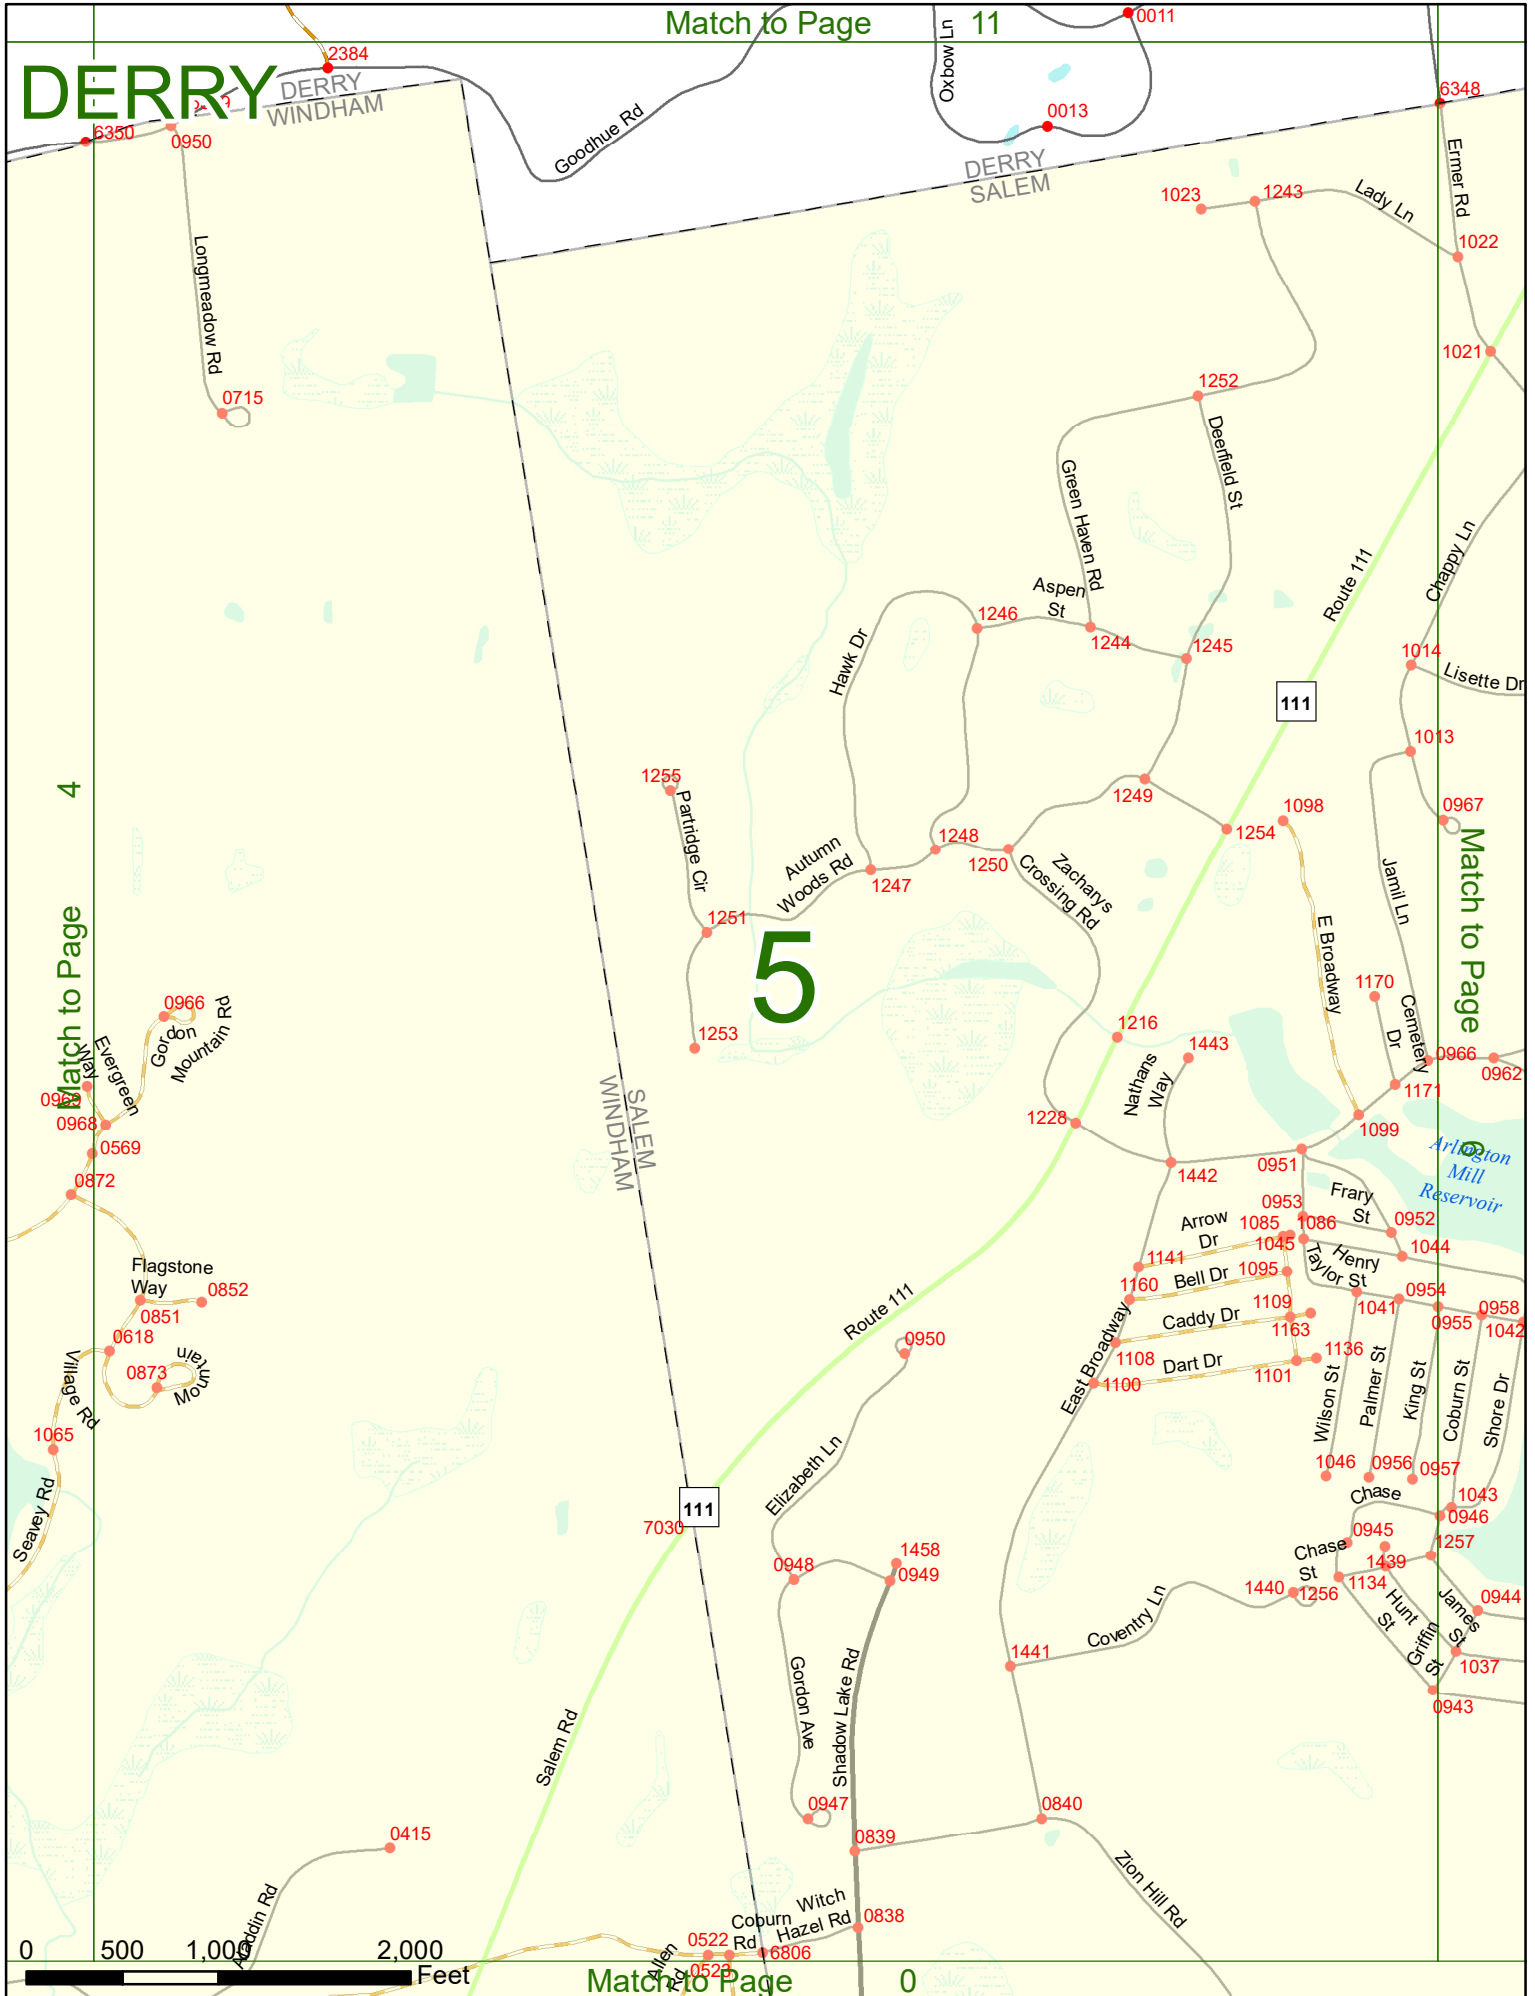 Match to Page 11
DERRY
2384
DERRY
WINDHAM
6350
0950
Goodhue Rd
Oxbow Ln
0011
0013
DERRY
SALEM
6348
Ermer Rd
1023
1243
Lady Ln
1022
1021
Longmeadow Rd
0715
1252
Deerfield St
Green Haven Rd
Route 111
Chappy Ln
Aspen
St
1246
1244
1245
1014
Lisette Dr
Hawk Dr
111
1013
1255
Partridge Cir
1249
1254
1098
0967
4
Match to Page
Match to Page
6
Autumn
Woods Rd
1248
1247
1250
Zacharys
Crossing Rd
Jamil Ln
E Broadway
1251
5
1253
1170
Cemetery
Dr
0966
Gordon
Mountain Rd
Evergreen
Way
0969
0968
0569
0872
1216
1443
Nathans
Way
0966
0962
1171
1099
1228
1442
0951
SALEM
WINDHAM
Arlington
Mill
Reservoir
Frary
St
0953
0952
Arrow
Dr
1085
1086
1045
1044
Henry
Taylor St
1141
1160
Bell Dr
1095
Flagstone
Way
0852
0851
0618
0873
Mountain
Village Rd
1065
Seavey Rd
Route 111
0950
Caddy Dr
1109
1163
1108
Dart Dr
1136
1101
1100
East Broadway
1041
0954
0955
0958
1042
Wilson St
Palmer St
King St
Coburn St
Shore Dr
1046
0956
0957
Elizabeth Ln
111
7030
Chase
1043
0946
0945
1257
Chase
St
1439
1134
1440
1256
0948
1458
0949
Coventry Ln
Hunt
St
James
St
0944
Griffin
St
1037
0943
1441
Gordon Ave
Shadow Lake Rd
Salem Rd
0947
0840
0839
0415
Aladdin Rd
Zion Hill Rd
Witch
Hazel Rd
0838
Coburn
Rd
0522
0523
6806
Allen
Rd
0 500 1,000 2,000
Feet
Match to Page 0